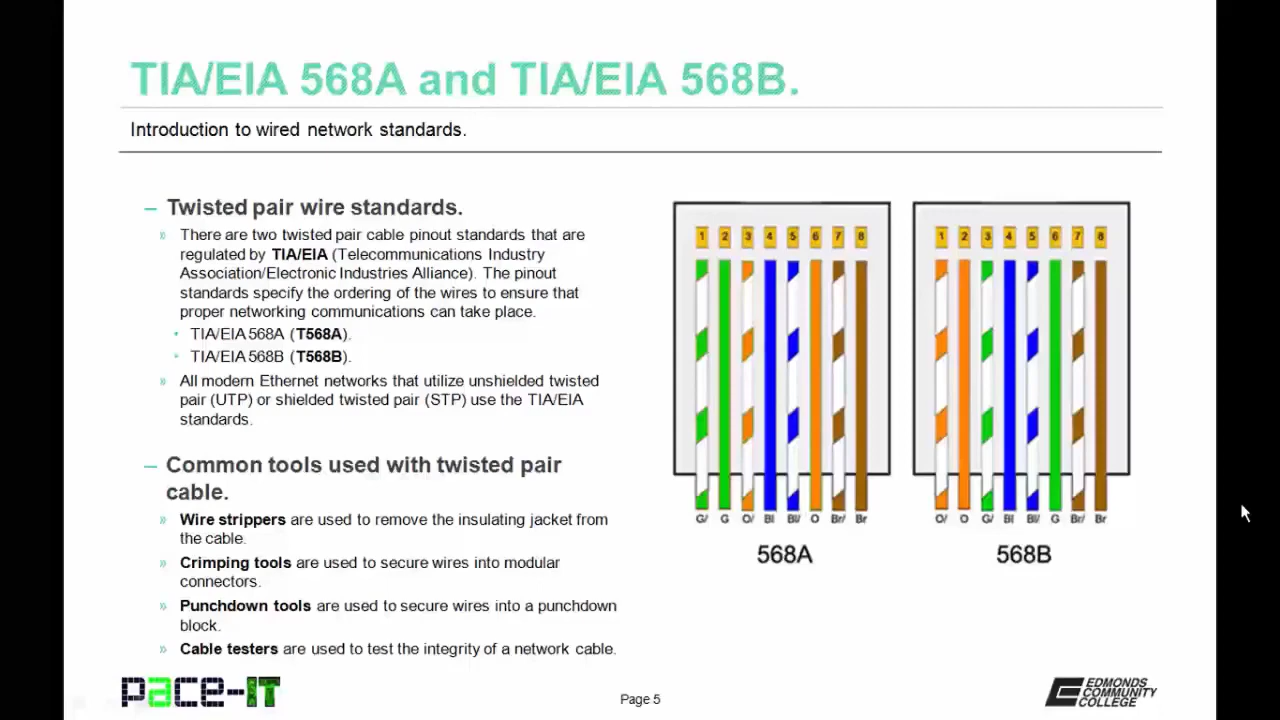 TIA/EIA 568A and TIA/EIA 568B.
Introduction to wired network standards.
– Twisted pair wire standards.
» There are two twisted pair cable pinout standards that are
regulated by TIA/EIA (Telecommunications Industry
Association/Electronic Industries Alliance). The pinout
standards specify the ordering of the wires to ensure that
proper networking communications can take place.
• TIA/EIA 568A (T568A).
• TIA/EIA 568B (T568B).
» All modern Ethernet networks that utilize unshielded twisted
pair (UTP) or shielded twisted pair (STP) use the TIA/EIA
standards.
– Common tools used with twisted pair
cable.
» Wire strippers are used to remove the insulating jacket from
the cable.
» Crimping tools are used to secure wires into modular
connectors.
» Punchdown tools are used to secure wires into a punchdown
block.
» Cable testers are used to test the integrity of a network cable.
1 2 3 4 5 6 7 8
G/ G O/ Bl Bl/ O Br/ Br
568A
1 2 3 4 5 6 7 8
O/ O G/ Bl Bl/ G Br/ Br
568B
pace-IT
Page 5
EDMONDS
COMMUNITY
COLLEGE